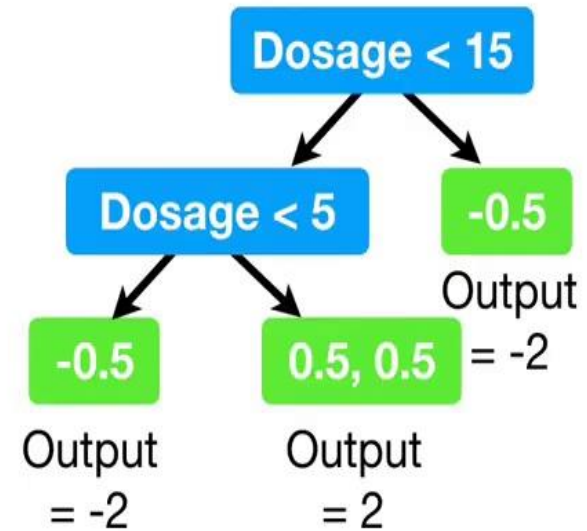 Dosage < 15
Dosage < 5
-0.5
Output
= -2
-0.5
0.5, 0.5
Output
= -2
Output
= 2